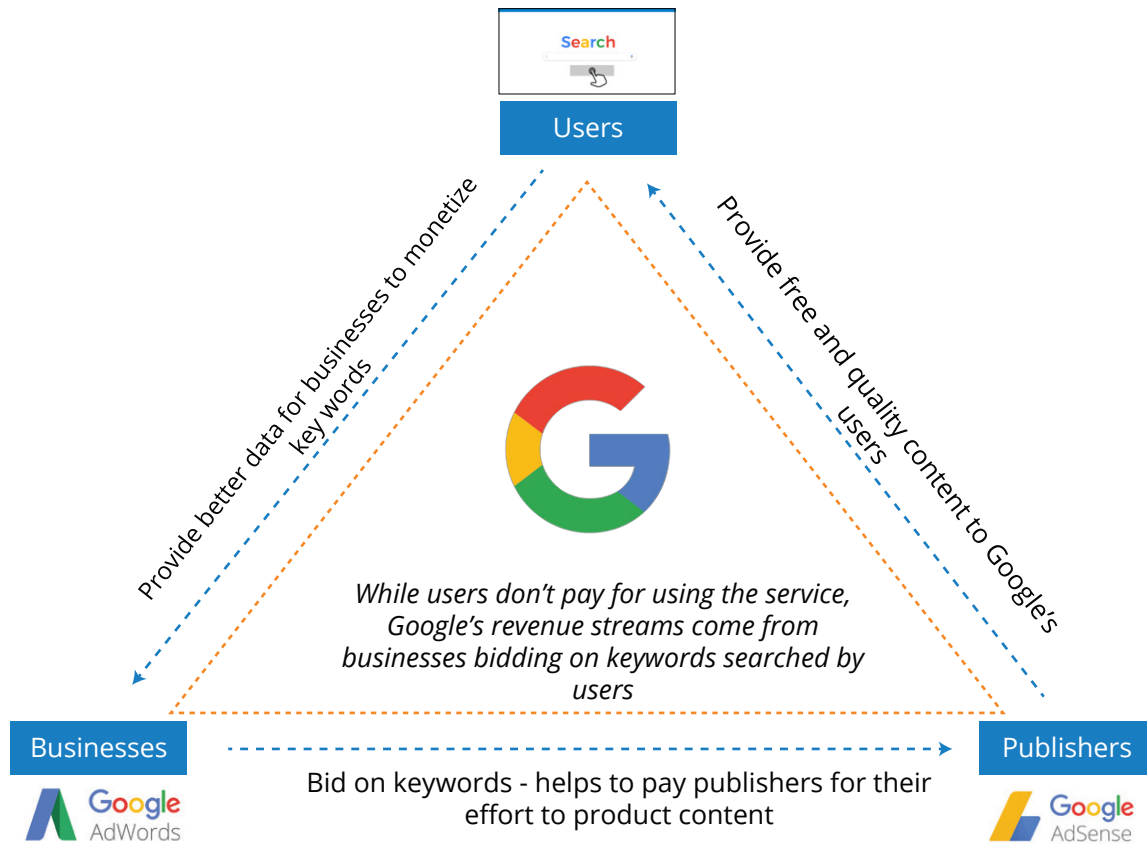 Search
Users
Provide better data for businesses to monetize
key words
Provide free and quality content to Google's
users
While users don’t pay for using the service,
Google’s revenue streams come from
businesses bidding on keywords searched by
users
Businesses
Publishers
Bid on keywords - helps to pay publishers for their
effort to product content
Google
AdWords
Google
AdSense